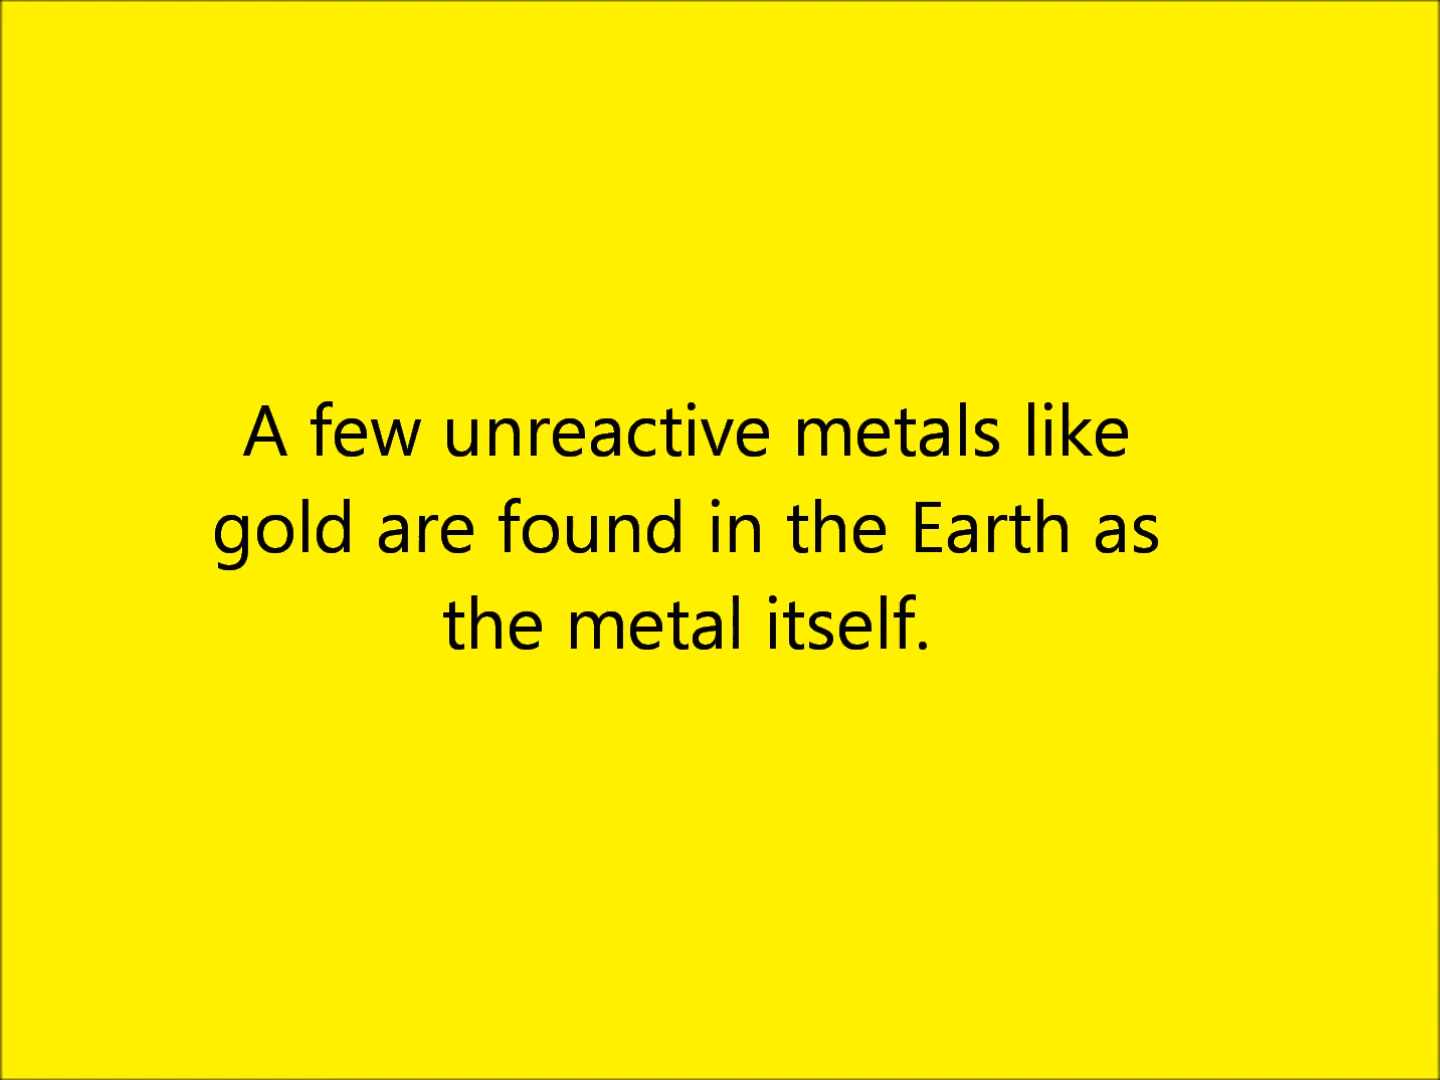 A few unreactive metals like
gold are found in the Earth as
the metal itself.